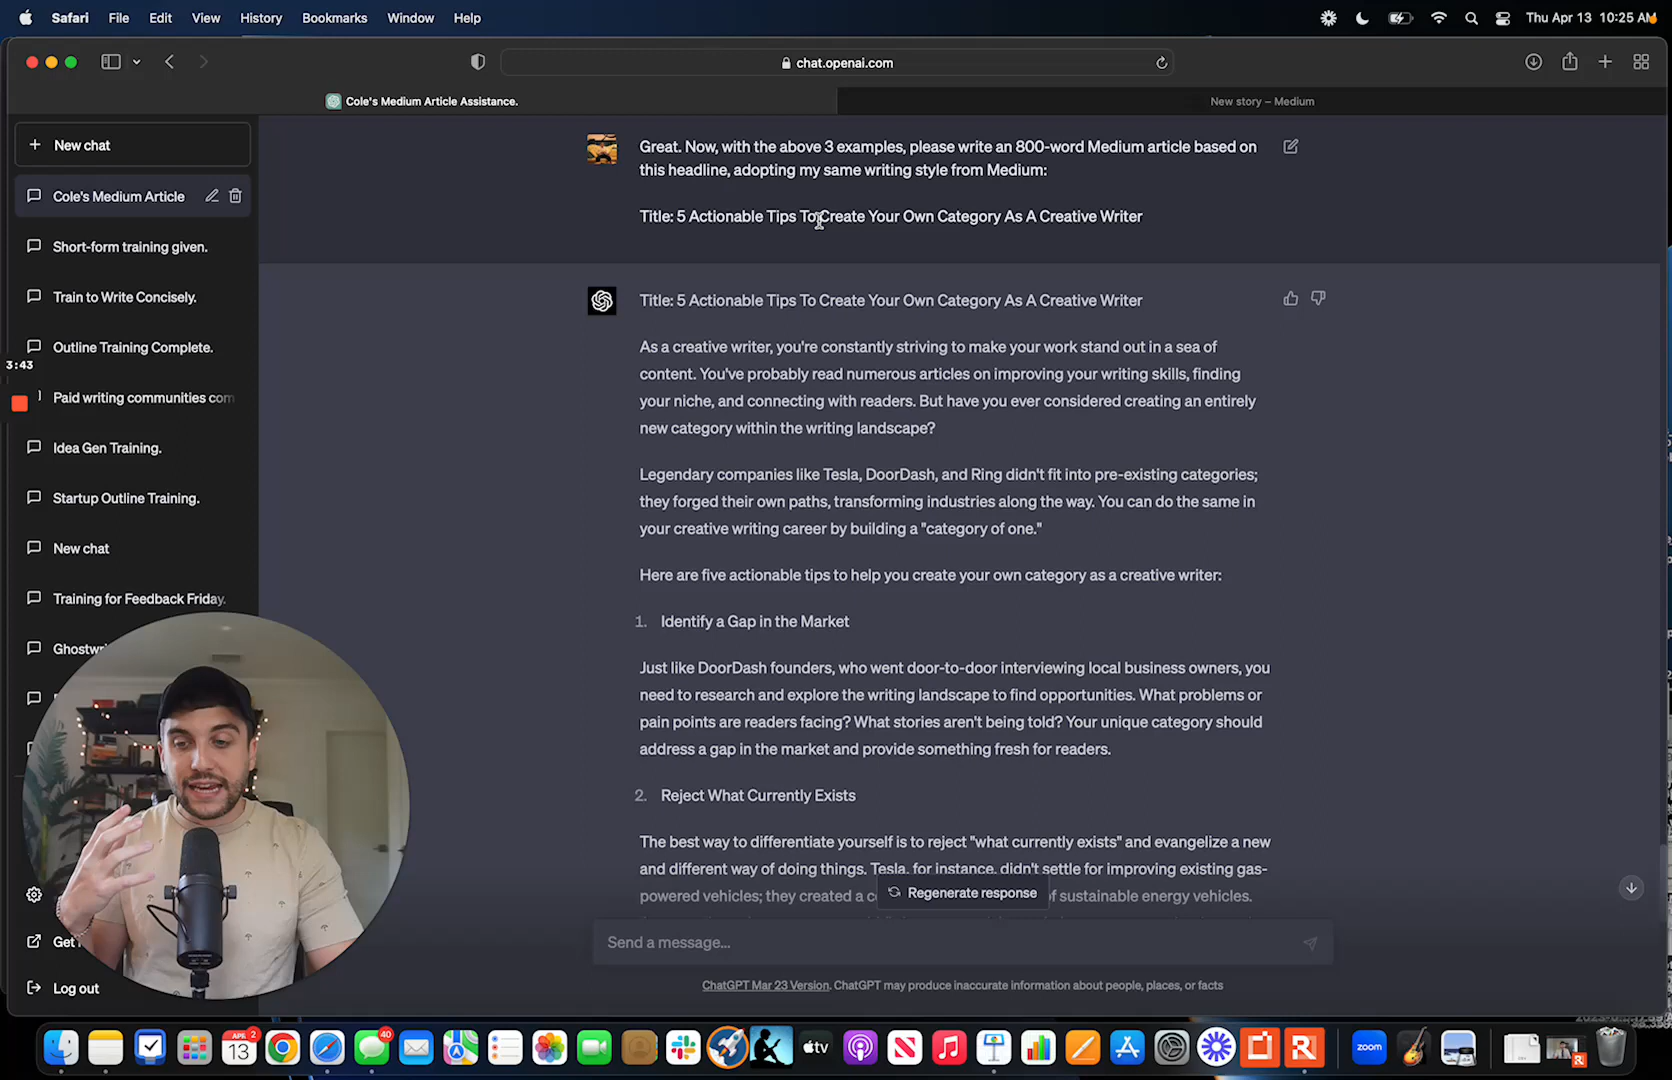 Safari File Edit View History Bookmarks Window Help
Thu Apr 13 10:25 AM
chat.openai.com
Cole's Medium Article Assistance.
New story – Medium
New chat
Cole's Medium Article
Short-form training given.
Train to Write Concisely.
Outline Training Complete.
3:43
Paid writing communities com
Idea Gen Training.
Startup Outline Training.
New chat
Training for Feedback Friday.
Ghostwr
Get
Log out
Great. Now, with the above 3 examples, please write an 800-word Medium article based on
this headline, adopting my same writing style from Medium:
Title: 5 Actionable Tips To Create Your Own Category As A Creative Writer
Title: 5 Actionable Tips To Create Your Own Category As A Creative Writer
As a creative writer, you're constantly striving to make your work stand out in a sea of
content. You've probably read numerous articles on improving your writing skills, finding
your niche, and connecting with readers. But have you ever considered creating an entirely
new category within the writing landscape?
Legendary companies like Tesla, DoorDash, and Ring didn't fit into pre-existing categories;
they forged their own paths, transforming industries along the way. You can do the same in
your creative writing career by building a "category of one."
Here are five actionable tips to help you create your own category as a creative writer:
1. Identify a Gap in the Market
Just like DoorDash founders, who went door-to-door interviewing local business owners, you
need to research and explore the writing landscape to find opportunities. What problems or
pain points are readers facing? What stories aren't being told? Your unique category should
address a gap in the market and provide something fresh for readers.
2. Reject What Currently Exists
The best way to differentiate yourself is to reject "what currently exists" and evangelize a new
and different way of doing things. Tesla, for instance, didn't settle for improving existing gas-
powered vehicles; they created a c
of sustainable energy vehicles.
Regenerate response
Send a message...
ChatGPT Mar 23 Version. ChatGPT may produce inaccurate information about people, places, or facts
APR 2
13
40
tv
zoom